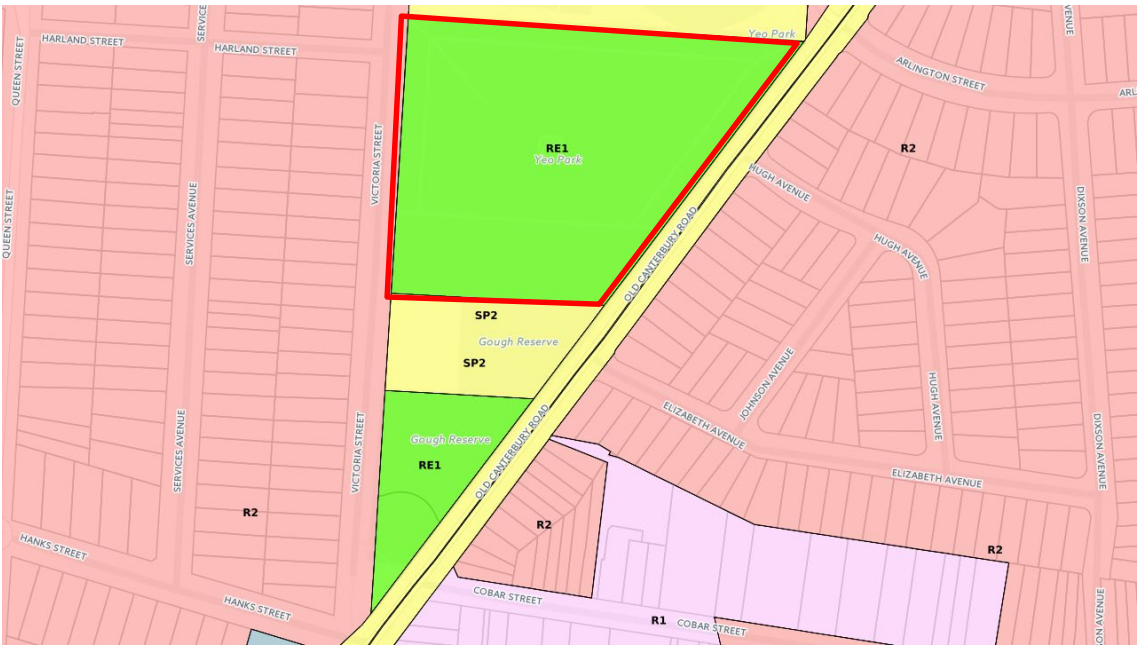 HARLAND STREET
SERVICE
HARLAND STREET
QUEEN STREET
Yeo Park
VENUE
ARLINGTON STREET
ARL
RE1
Yeo Park
R2
VICTORIA STREET
HUGH AVENUE
QUEEN STREET
SERVICES AVENUE
DIXSON AVENUE
OLD CANTERBURY ROAD
HUGH AVENUE
SP2
Gough Reserve
SP2
JOHNSON AVENUE
HUGH AVENUE
ELIZABETH AVENUE
SERVICES AVENUE
VICTORIA STREET
Gough Reserve
RE1
OLD CANTERBURY ROAD
DIXSON AVENUE
ELIZABETH AVENUE
R2
R2
R2
HANKS STREET
HANKS STREET
COBAR STREET
R1
COBAR STREET
ON AVENUE